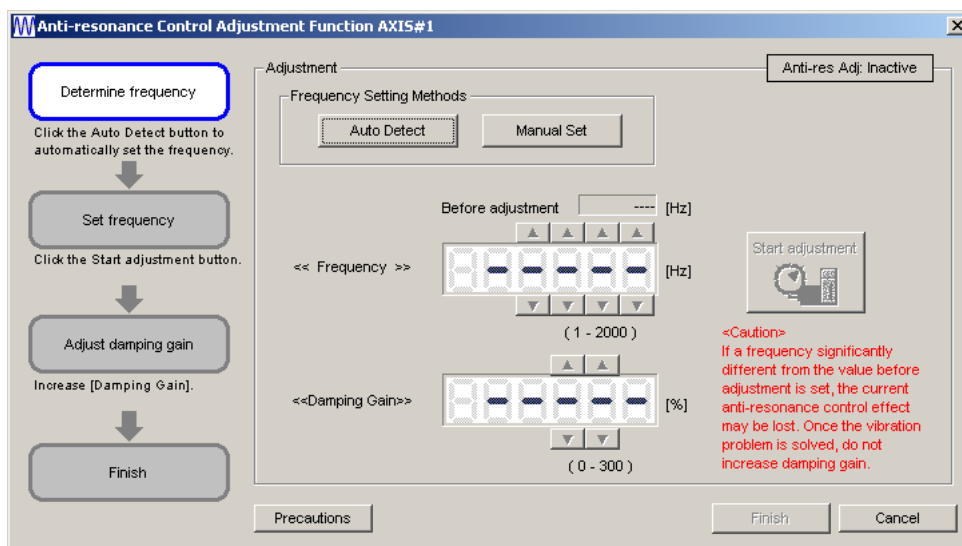 Anti-resonance Control Adjustment Function AXIS#1
Determine frequency
Click the Auto Detect button to
automatically set the frequency.
Set frequency
Click the Start adjustment button.
Adjust damping gain
Increase [Damping Gain].
Finish
Adjustment
Anti-res Adj: Inactive
Frequency Setting Methods
Auto Detect
Manual Set
Before adjustment ---- [Hz]
<< Frequency >> ----- [Hz]
( 1 - 2000 )
<<Damping Gain>> ----- [%]
( 0 - 300 )
Start adjustment
<Caution>
If a frequency significantly
different from the value before
adjustment is set, the current
anti-resonance control effect
may be lost. Once the vibration
problem is solved, do not
increase damping gain.
Precautions
Finish
Cancel